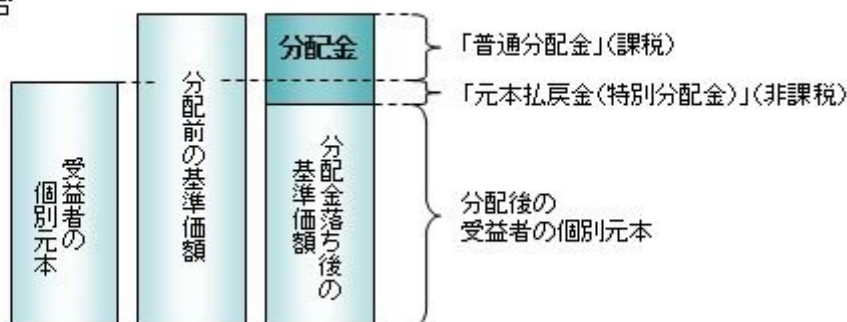 受益者の
個別元本
分配前の基準価額
分配金
分配金落ち後の
基準価額
「普通分配金」(課税)
「元本払戻金(特別分配金)」(非課税)
分配後の
受益者の個別元本